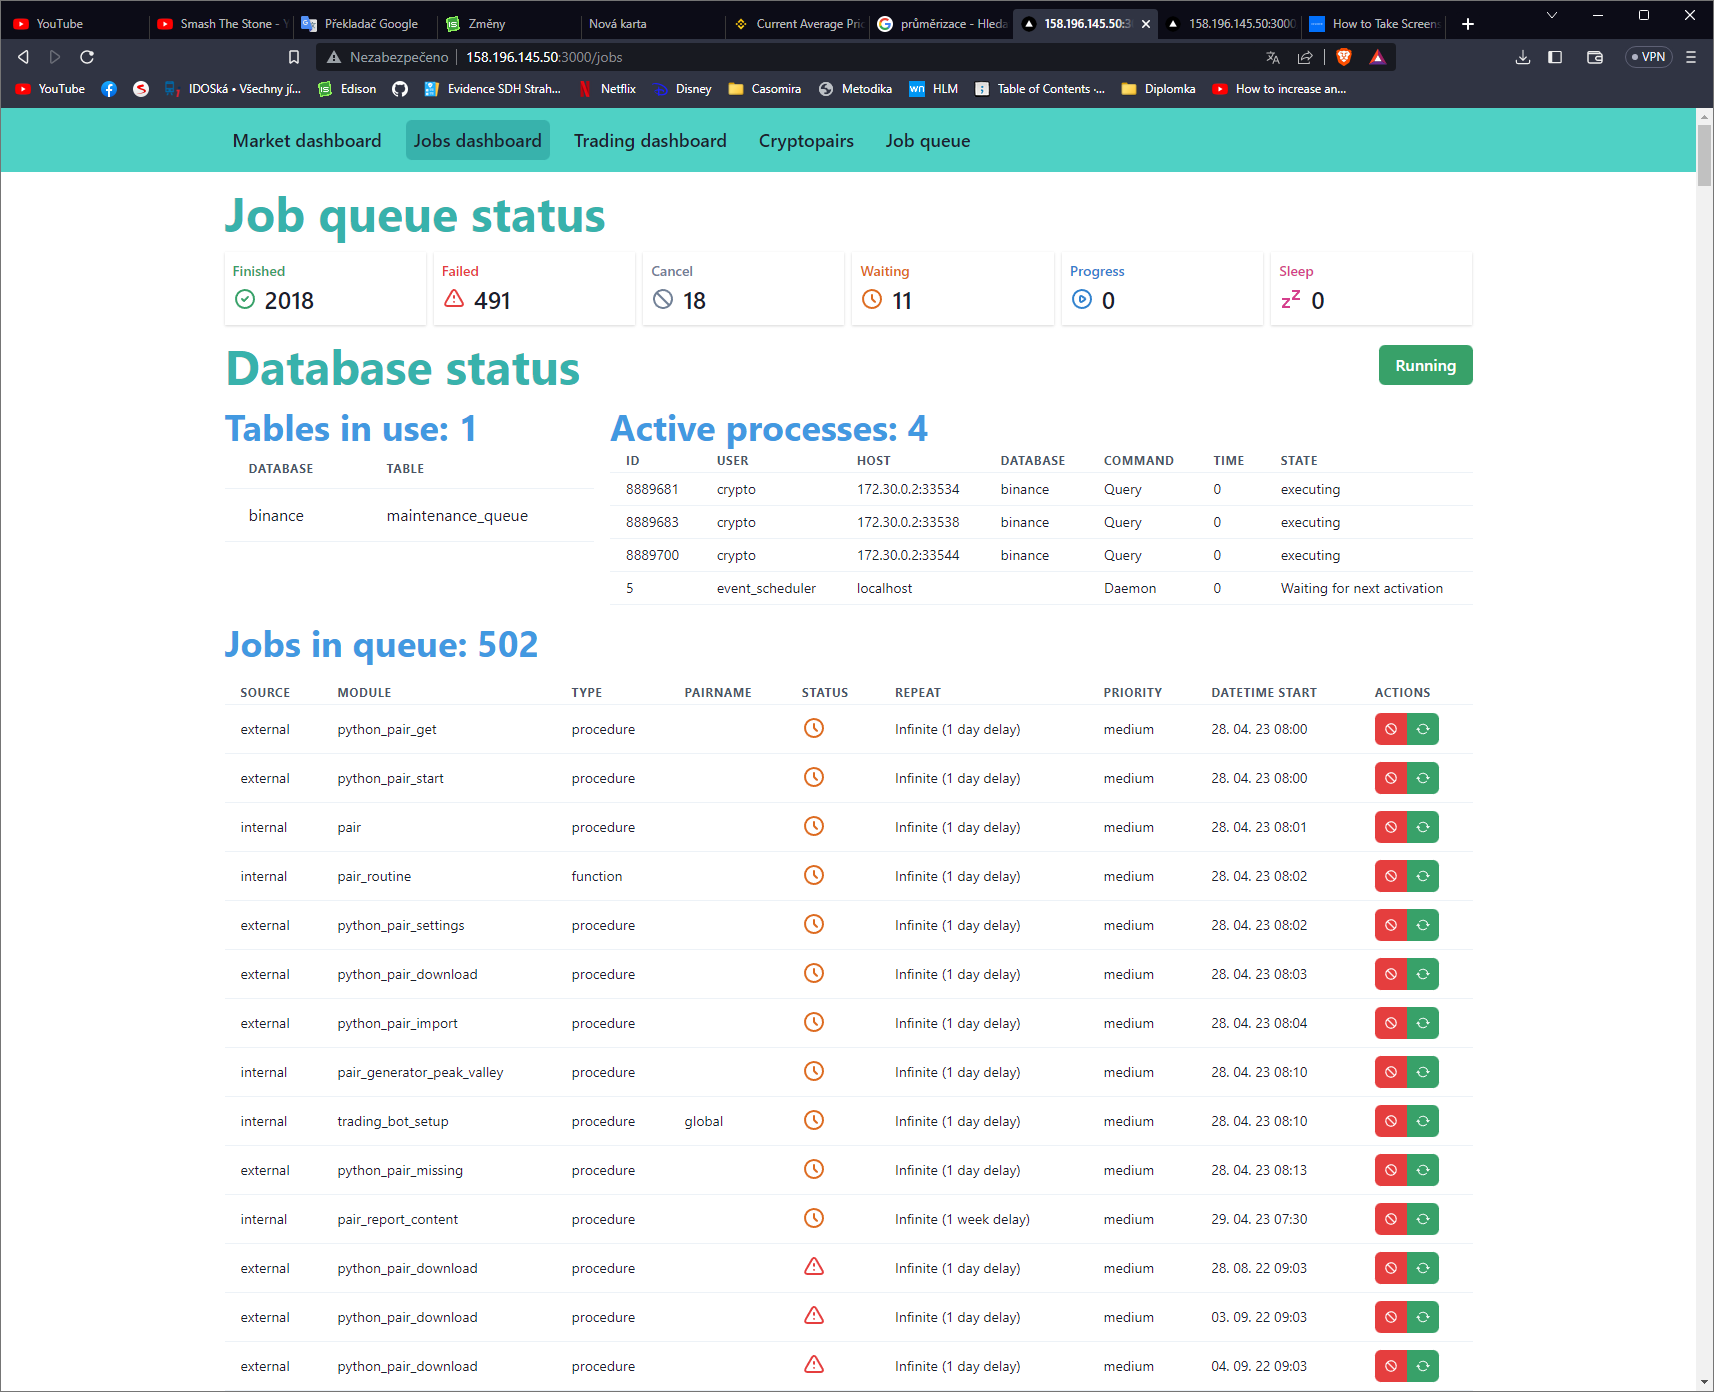 YouTube
Smash The Stone - Y
Překladač Google
Změny
Nová karta
Current Average Pric
průměrizace - Hleda
158.196.145.50:3
158.196.145.50:3000
How to Take Screens
Nezabezpečeno
158.196.145.50:3000/jobs
VPN
YouTube
IDOSká • Všechny jí...
Edison
Evidence SDH Strah...
Netflix
Disney
Casomira
Metodika
HLM
Table of Contents -...
Diplomka
How to increase an...
Market dashboard
Jobs dashboard
Trading dashboard
Cryptopairs
Job queue
Job queue status
Finished
2018
Failed
491
Cancel
18
Waiting
11
Progress
0
Sleep
0
Database status
Running
Tables in use: 1
DATABASE TABLE
binance maintenance_queue
Active processes: 4
ID USER HOST DATABASE COMMAND TIME STATE
8889681 crypto 172.30.0.2:33534 binance Query 0 executing
8889683 crypto 172.30.0.2:33538 binance Query 0 executing
8889700 crypto 172.30.0.2:33544 binance Query 0 executing
5 event_scheduler localhost Daemon 0 Waiting for next activation
Jobs in queue: 502
SOURCE MODULE TYPE PAIRNAME STATUS REPEAT PRIORITY DATETIME START ACTIONS
external python_pair_get procedure Infinite (1 day delay) medium 28. 04. 23 08:00
external python_pair_start procedure Infinite (1 day delay) medium 28. 04. 23 08:00
internal pair procedure Infinite (1 day delay) medium 28. 04. 23 08:01
internal pair_routine function Infinite (1 day delay) medium 28. 04. 23 08:02
external python_pair_settings procedure Infinite (1 day delay) medium 28. 04. 23 08:02
external python_pair_download procedure Infinite (1 day delay) medium 28. 04. 23 08:03
external python_pair_import procedure Infinite (1 day delay) medium 28. 04. 23 08:04
internal pair_generator_peak_valley procedure Infinite (1 day delay) medium 28. 04. 23 08:10
internal trading_bot_setup procedure global Infinite (1 day delay) medium 28. 04. 23 08:10
external python_pair_missing procedure Infinite (1 day delay) medium 28. 04. 23 08:13
internal pair_report_content procedure Infinite (1 week delay) medium 29. 04. 23 07:30
external python_pair_download procedure Infinite (1 day delay) medium 28. 08. 22 09:03
external python_pair_download procedure Infinite (1 day delay) medium 03. 09. 22 09:03
external python_pair_download procedure Infinite (1 day delay) medium 04. 09. 22 09:03